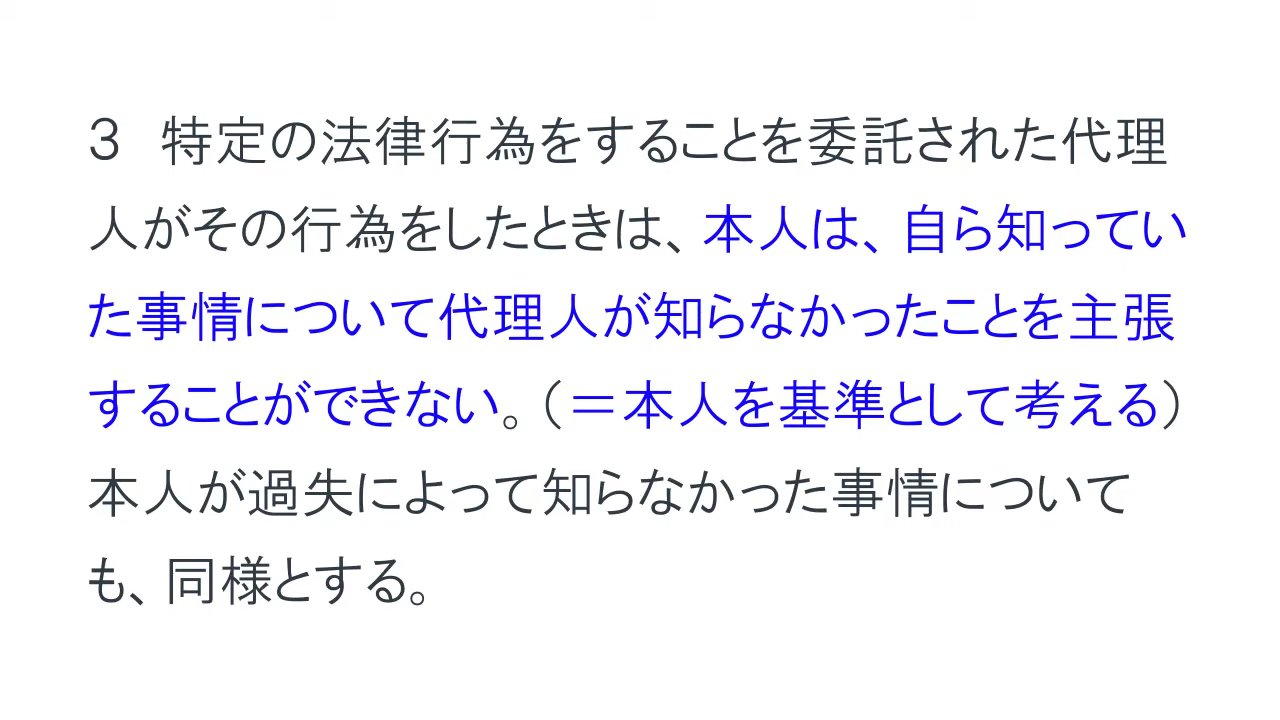 ３　特定の法律行為をすることを委託された代理
人がその行為をしたときは、本人は、自ら知ってい
た事情について代理人が知らなかったことを主張
することができない。（＝本人を基準として考える）
本人が過失によって知らなかった事情について
も、同様とする。